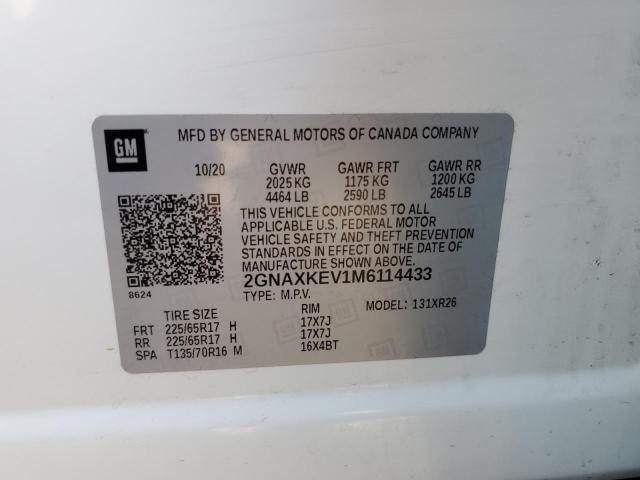 GM
MFD BY GENERAL MOTORS OF CANADA COMPANY
10/20 GVWR GAWR FRT GAWR RR
2025 KG 1175 KG 1200 KG
4464 LB 2590 LB 2645 LB
THIS VEHICLE CONFORMS TO ALL
APPLICABLE U.S. FEDERAL MOTOR
VEHICLE SAFETY AND THEFT PREVENTION
STANDARDS IN EFFECT ON THE DATE OF
MANUFACTURE SHOWN ABOVE.
8624
2GNAXKEV1M6114433
TYPE: M.P.V. MODEL: 131XR26
TIRE SIZE RIM
FRT 225/65R17 H 17X7J
RR 225/65R17 H 17X7J
SPA T135/70R16 M 16X4BT